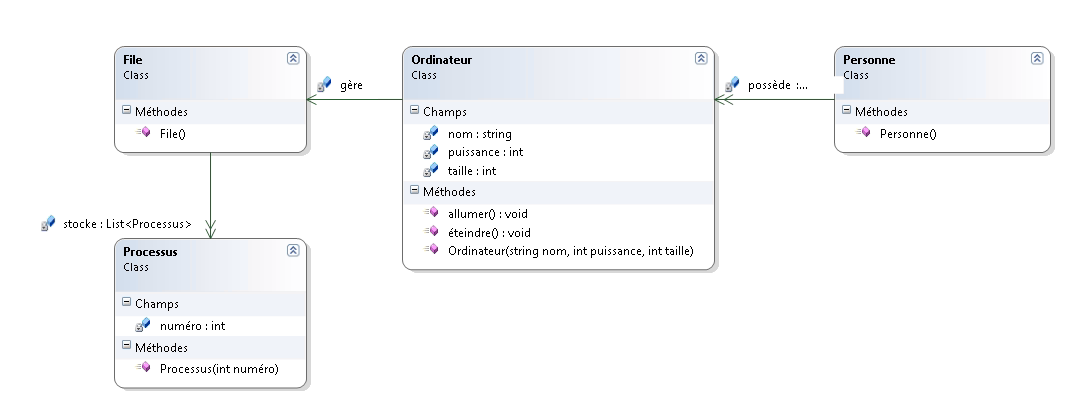 File
Class
Méthodes
File()
gère
Ordinateur
Class
Champs
nom : string
puissance : int
taille : int
Méthodes
allumer() : void
éteindre() : void
Ordinateur(string nom, int puissance, int taille)
possède :...
Personne
Class
Méthodes
Personne()
stocke : List<Processus>
Processus
Class
Champs
numéro : int
Méthodes
Processus(int numéro)